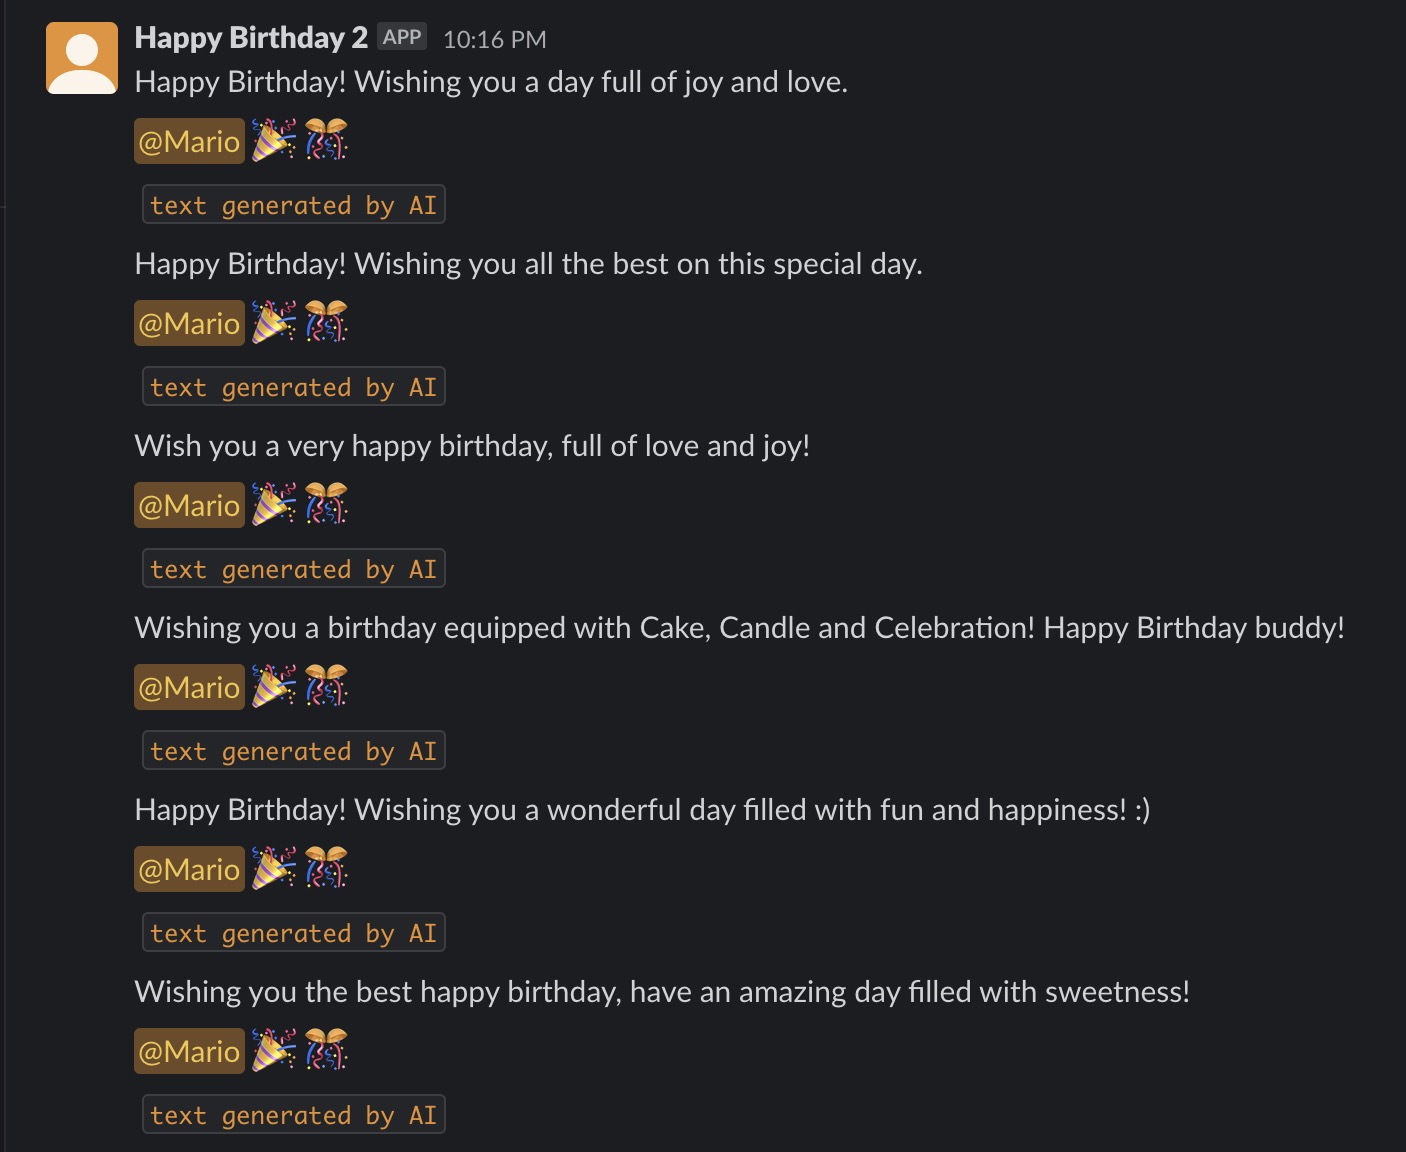 Happy Birthday 2 APP 10:16 PM
Happy Birthday! Wishing you a day full of joy and love.
@Mario 🎉 🎊
text generated by AI
Happy Birthday! Wishing you all the best on this special day.
@Mario 🎉 🎊
text generated by AI
Wish you a very happy birthday, full of love and joy!
@Mario 🎉 🎊
text generated by AI
Wishing you a birthday equipped with Cake, Candle and Celebration! Happy Birthday buddy!
@Mario 🎉 🎊
text generated by AI
Happy Birthday! Wishing you a wonderful day filled with fun and happiness! :)
@Mario 🎉 🎊
text generated by AI
Wishing you the best happy birthday, have an amazing day filled with sweetness!
@Mario 🎉 🎊
text generated by AI